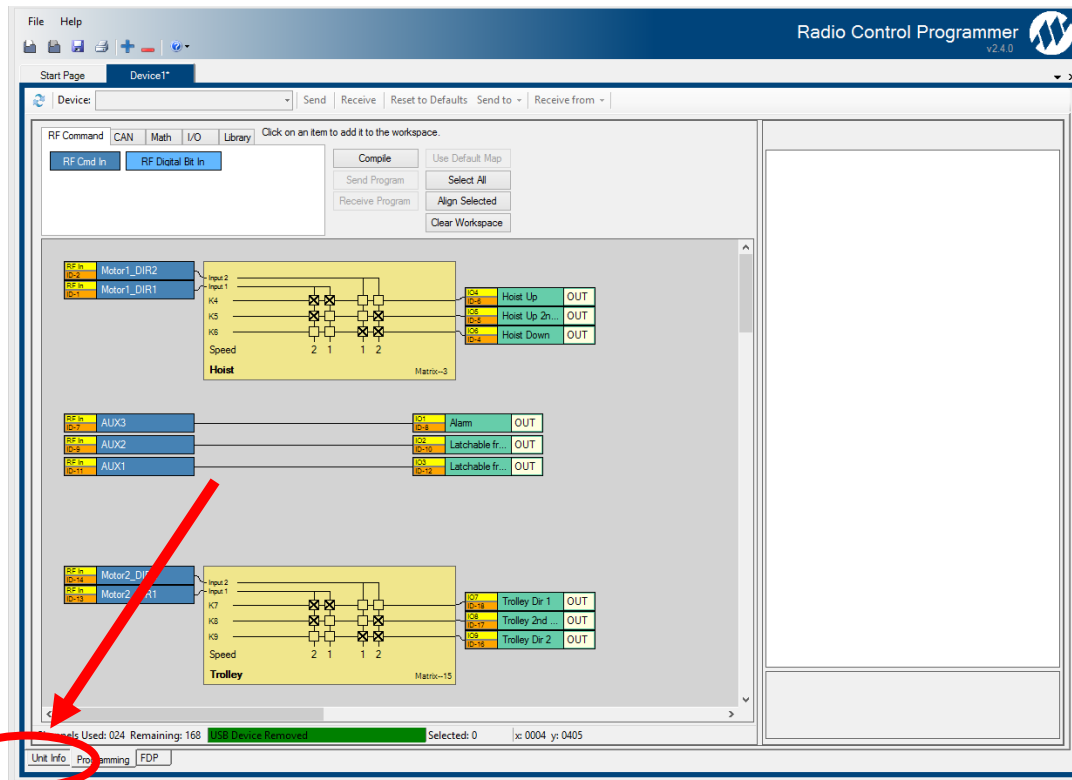 File Help
Radio Control Programmer
v2.4.0
Start Page Device1*
Device: Send Receive Reset to Defaults Send to Receive from
RF Command CAN Math I/O Library Click on an item to add it to the workspace.
RF Cmd In RF Digital Bit In
Compile Use Default Map
Send Program Select All
Receive Program Align Selected
Clear Workspace
RF In Motor1_DIR2
ID-2
RF In Motor1_DIR1
ID-1
Input 2
Input 1
K4
K5
K6
Speed 2 1 1 2
Hoist Matrix--3
IO4 Hoist Up OUT
ID-6
IO5 Hoist Up 2n... OUT
ID-5
IO6 Hoist Down OUT
ID-4
RF In AUX3
ID-7
IO1 Alarm OUT
ID-8
RF In AUX2
ID-9
IO2 Latchable fr... OUT
ID-10
RF In AUX1
ID-11
IO3 Latchable fr... OUT
ID-12
RF In
ID-14
RF In
ID-13
Input 2
Input 1
K7
K8
K9
Speed 2 1 1 2
Trolley Matrix--15
IO7 Trolley Dir 1 OUT
ID-18
IO8 Trolley 2nd ... OUT
ID-17
IO9 Trolley Dir 2 OUT
ID-16
Used: 024 Remaining: 168 USB Device Removed Selected: 0 x: 0004 y: 0405
Unit Info Programming FDP